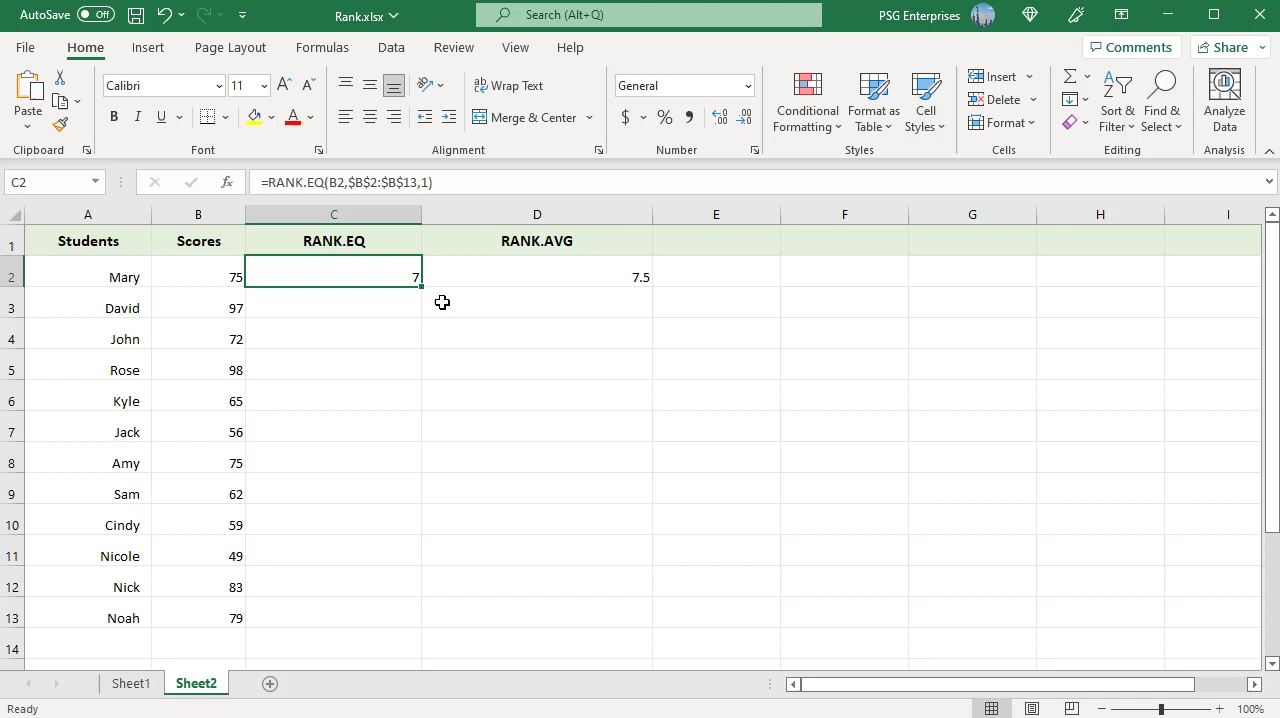 AutoSave Off Rank.xlsx Search (Alt+Q) PSG Enterprises
File Home Insert Page Layout Formulas Data Review View Help Comments Share
Paste Calibri 11 Wrap Text General Conditional Formatting Format as Table Cell Styles Insert Sort & Filter Find & Select Analyze Data
B I U A Merge & Center $ % Delete
Format
Clipboard Font Alignment Number Styles Cells Editing Analysis
C2 fx =RANK.EQ(B2,$B$2:$B$13,1)
A B C D E F G H I
1 Students Scores RANK.EQ RANK.AVG
2 Mary 75 7 7.5
3 David 97
4 John 72
5 Rose 98
6 Kyle 65
7 Jack 56
8 Amy 75
9 Sam 62
10 Cindy 59
11 Nicole 49
12 Nick 83
13 Noah 79
14
Sheet1 Sheet2
Ready 100%